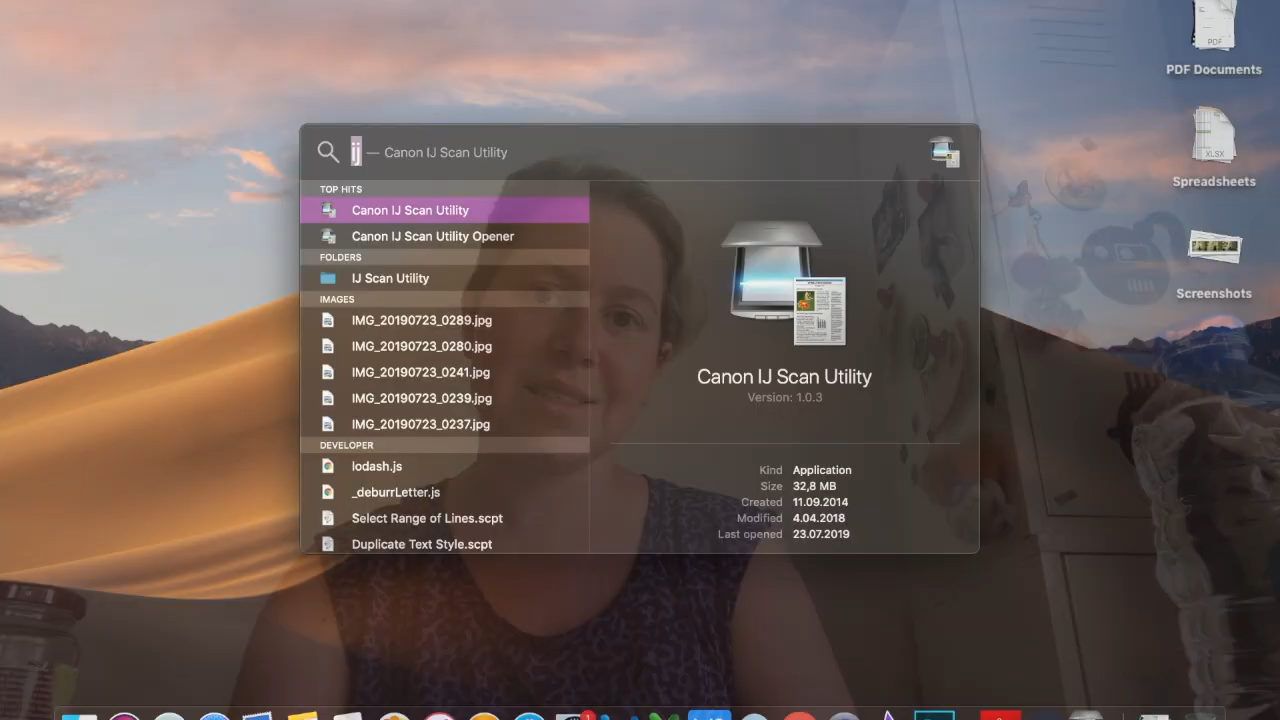 PDF
PDF Documents
XLSX
Spreadsheets
Screenshots
ij — Canon IJ Scan Utility
TOP HITS
Canon IJ Scan Utility
Canon IJ Scan Utility Opener
FOLDERS
IJ Scan Utility
IMAGES
IMG_20190723_0289.jpg
IMG_20190723_0280.jpg
IMG_20190723_0241.jpg
IMG_20190723_0239.jpg
IMG_20190723_0237.jpg
DEVELOPER
lodash.js
_deburrLetter.js
Select Range of Lines.scpt
Duplicate Text Style.scpt
Canon IJ Scan Utility
Version: 1.0.3
Kind Application
Size 32,8 MB
Created 11.09.2014
Modified 4.04.2018
Last opened 23.07.2019
1